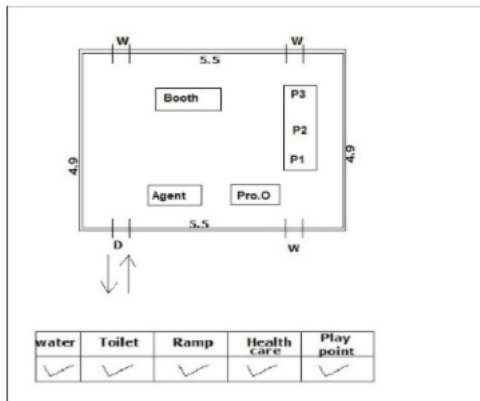 W W
5.5
Booth
P3
P2
P1
4.9 4.9
Agent Pro.O
5.5
D W
water Toilet Ramp Health care Play point